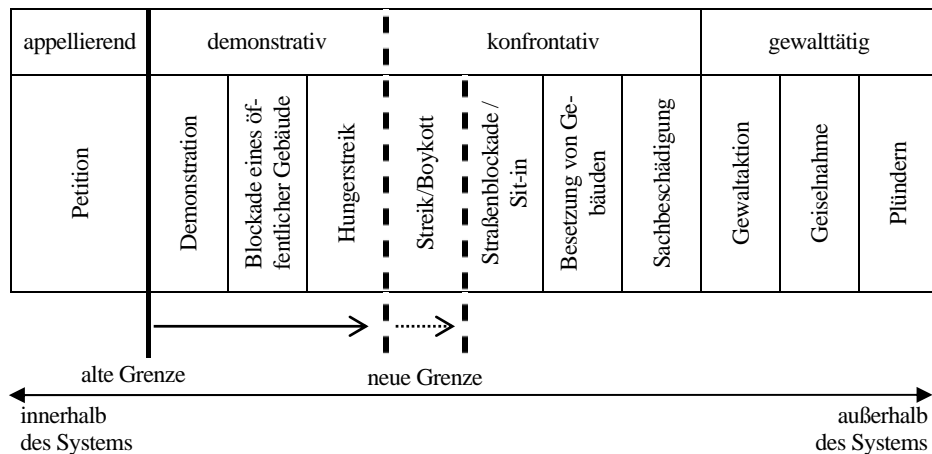 appellierend
demonstrativ
konfrontativ
gewalttätig
Petition
Demonstration
Blockade eines öf-
fentlicher Gebäude
Hungerstreik
Streik/Boykott
Straßenblockade /
Sit-in
Besetzung von Ge-
bäuden
Sachbeschädigung
Gewaltaktion
Geiselnahme
Plündern
alte Grenze
neue Grenze
innerhalb
des Systems
außerhalb
des Systems